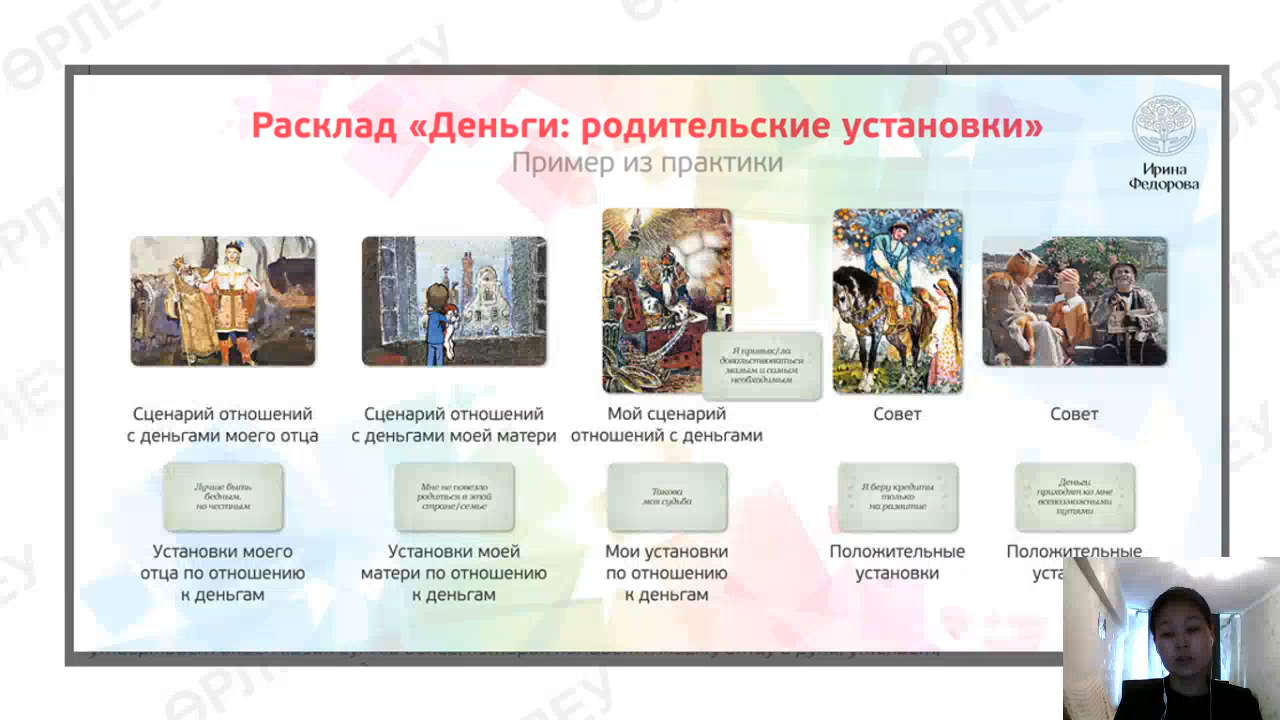 Расклад «Деньги: родительские установки»
Пример из практики
Ирина
Федорова
Я привык/ла
довольствоваться
малым и самым
необходимым
Сценарий отношений
с деньгами моего отца
Сценарий отношений
с деньгами моей матери
Мой сценарий
отношений с деньгами
Совет
Совет
Лучше быть
бедным,
но честным
Мне не повезло
родиться в этой
стране/семье
Такова
моя судьба
Я беру кредиты
только
на развитие
Деньги
приходят ко мне
всевозможными
путями
Установки моего
отца по отношению
к деньгам
Установки моей
матери по отношению
к деньгам
Мои установки
по отношению
к деньгам
Положительные
установки
Положительные
ӨРЛЕУ